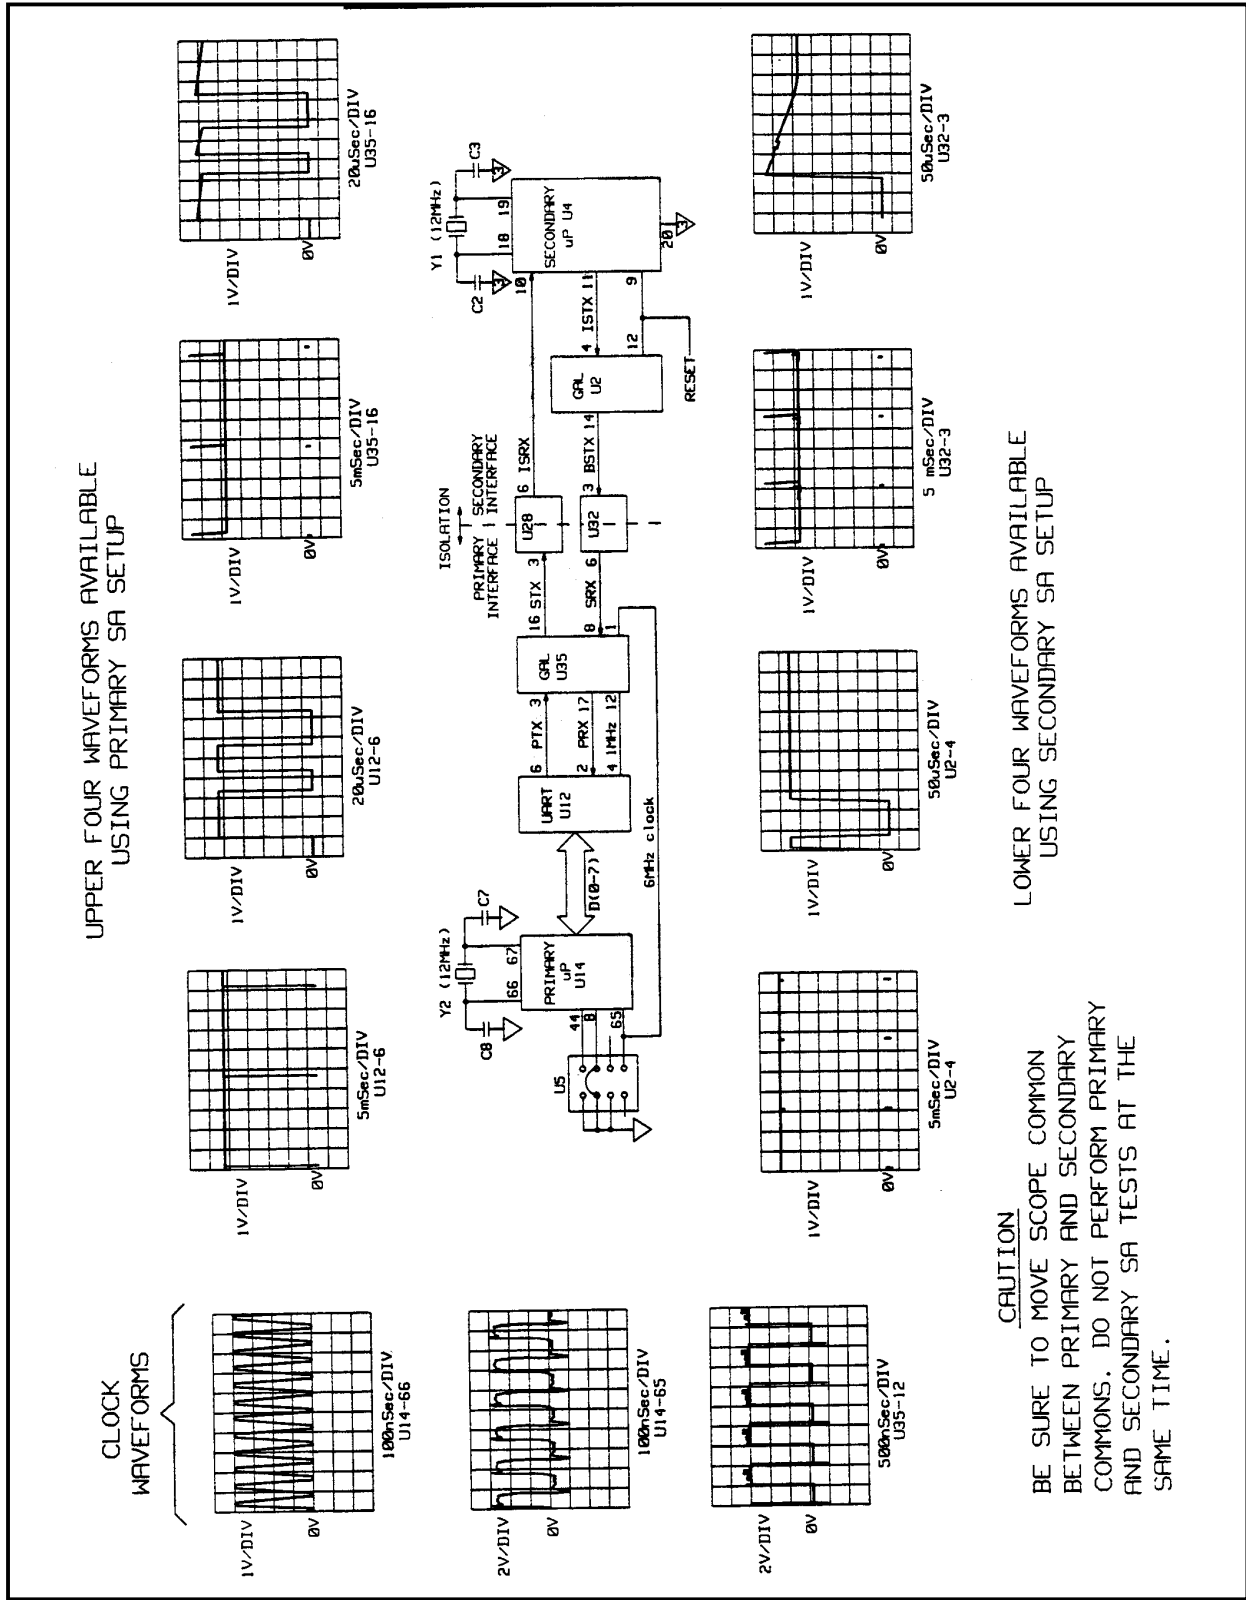 UPPER FOUR WAVEFORMS AVAILABLE
USING PRIMARY SA SETUP
CLOCK
WAVEFORMS
1V/DIV
0V
100nSec/DIV
U14-66
1V/DIV
0V
5mSec/DIV
U12-6
1V/DIV
0V
20uSec/DIV
U12-6
1V/DIV
0V
5mSec/DIV
U35-16
1V/DIV
0V
20uSec/DIV
U35-16
2V/DIV
0V
100nSec/DIV
U14-65
2V/DIV
0V
500nSec/DIV
U35-12
Y2 (12MHz)
C8
C7
66
67
PRIMARY
uP
U14
44
8
65
U5
D(0-7)
6MHz clock
UART
U12
6
PTX
3
2
PRX
17
4
1MHz
12
GAL
U35
16
STX
3
8
SRX
6
1
ISOLATION
PRIMARY
INTERFACE
SECONDARY
INTERFACE
U28
U32
6
ISRX
10
3
BSTX
14
GAL
U2
4
ISTX
11
12
9
RESET
Y1 (12MHz)
C2
C3
3
3
18
19
SECONDARY
uP U4
20
3
1V/DIV
0V
5mSec/DIV
U2-4
1V/DIV
0V
50uSec/DIV
U2-4
1V/DIV
0V
5 mSec/DIV
U32-3
1V/DIV
0V
50uSec/DIV
U32-3
LOWER FOUR WAVEFORMS AVAILABLE
USING SECONDARY SA SETUP
CAUTION
BE SURE TO MOVE SCOPE COMMON
BETWEEN PRIMARY AND SECONDARY
COMMONS. DO NOT PERFORM PRIMARY
AND SECONDARY SA TESTS AT THE
SAME TIME.